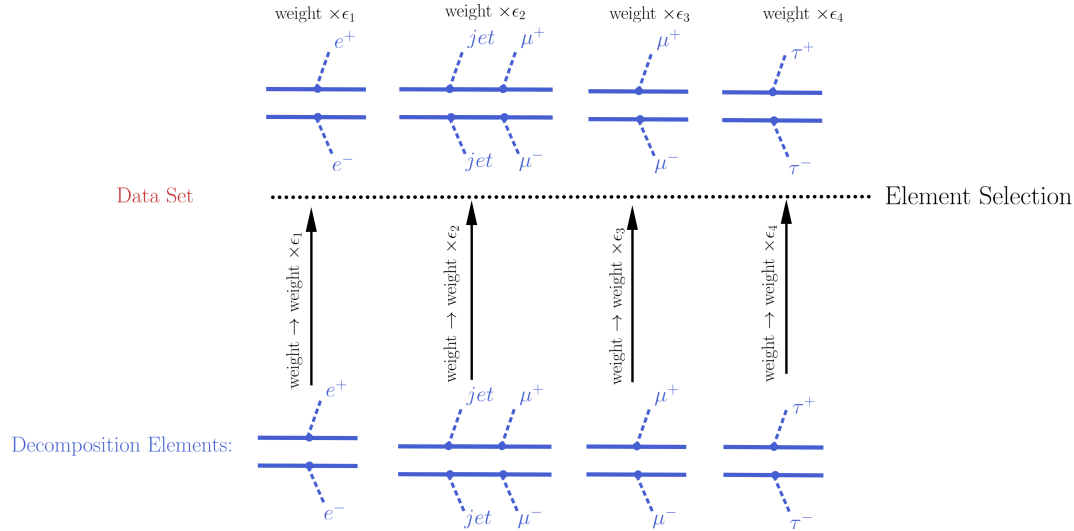 weight ×ϵ₁ weight ×ϵ₂ weight ×ϵ₃ weight ×ϵ₄
e⁺ jet μ⁺ μ⁺ τ⁺
e⁻ jet μ⁻ μ⁻ τ⁻
Data Set Element Selection
weight → weight ×ϵ₁
weight → weight ×ϵ₂
weight → weight ×ϵ₃
weight → weight ×ϵ₄
e⁺ jet μ⁺ μ⁺ τ⁺
Decomposition Elements:
e⁻ jet μ⁻ μ⁻ τ⁻